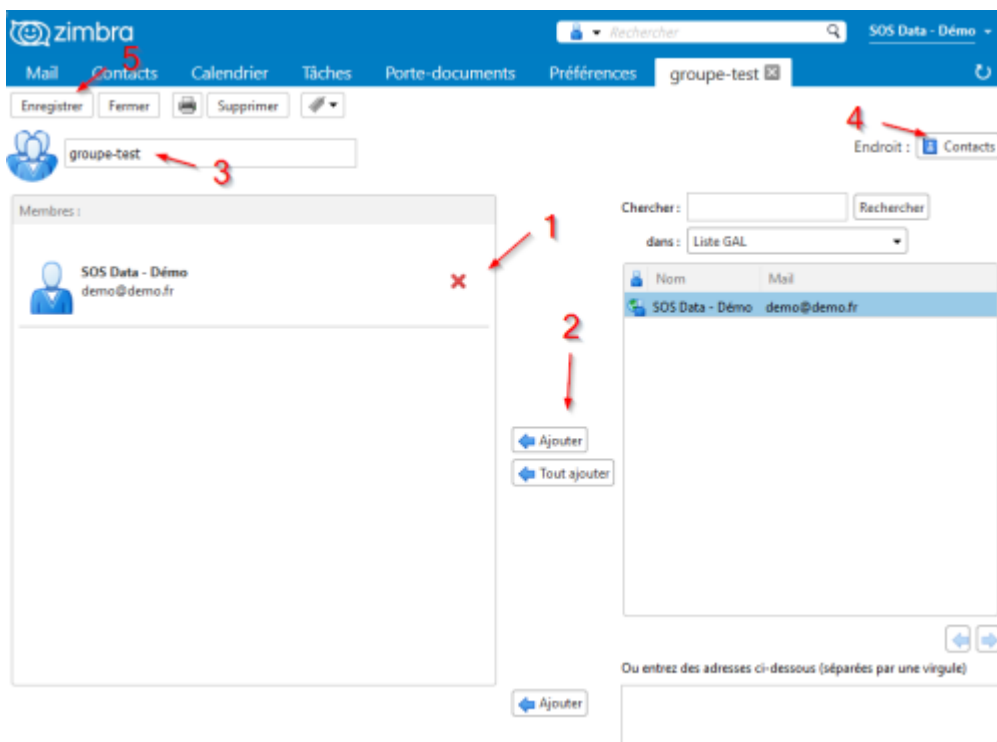 zimbra
Rechercher
SOS Data - Démo
5
Mail Contacts Calendrier Tâches Porte-documents Préférences groupe-test
Enregistrer Fermer Supprimer
4
Endroit : Contacts
groupe-test
3
Membres :
Chercher : Rechercher
1
dans : Liste GAL
SOS Data - Démo
demo@demo.fr
Nom Mail
SOS Data - Démo demo@demo.fr
2
Ajouter
Tout ajouter
Ou entrez des adresses ci-dessous (séparées par une virgule)
Ajouter